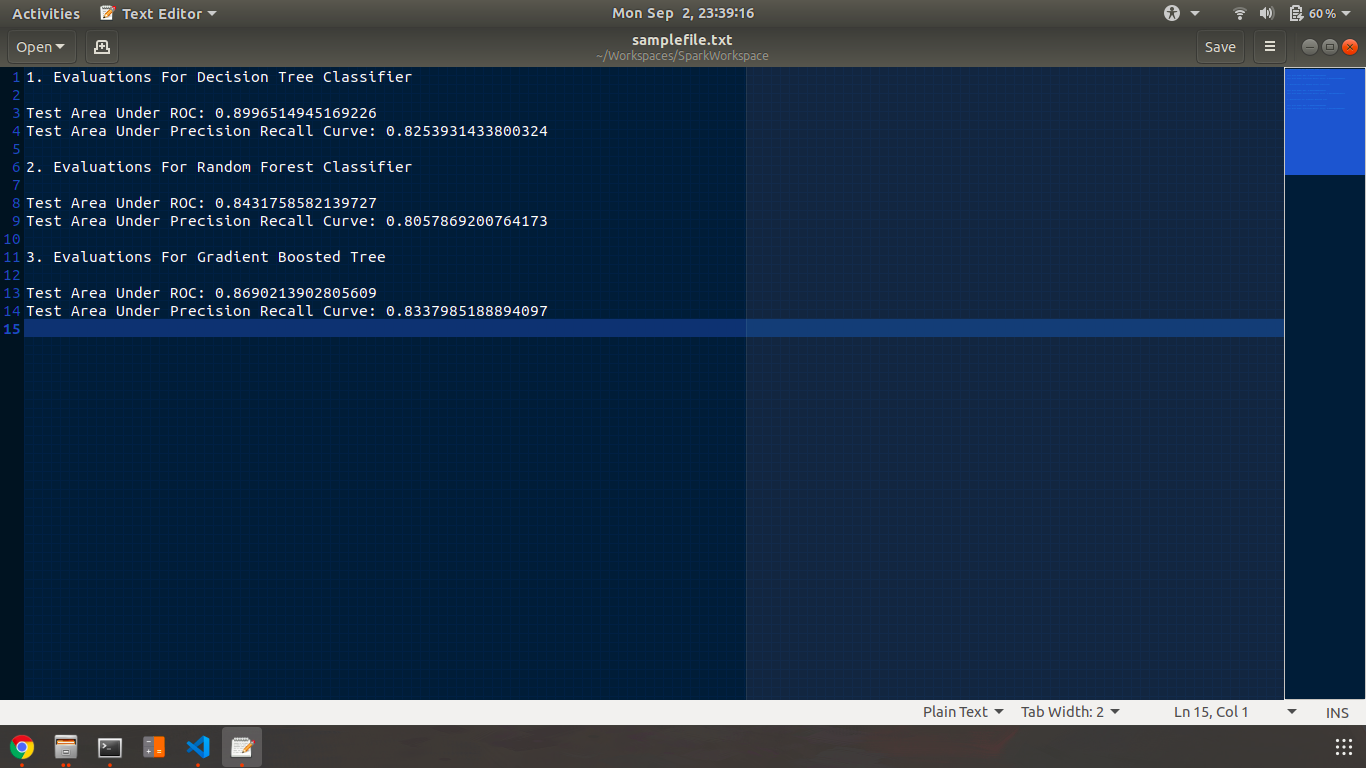 Activities Text Editor Mon Sep 2, 23:39:16 60%
Open samplefile.txt Save
~/Workspaces/SparkWorkspace
1 1. Evaluations For Decision Tree Classifier
2
3 Test Area Under ROC: 0.8996514945169226
4 Test Area Under Precision Recall Curve: 0.8253931433800324
5
6 2. Evaluations For Random Forest Classifier
7
8 Test Area Under ROC: 0.8431758582139727
9 Test Area Under Precision Recall Curve: 0.8057869200764173
10
11 3. Evaluations For Gradient Boosted Tree
12
13 Test Area Under ROC: 0.8690213902805609
14 Test Area Under Precision Recall Curve: 0.8337985188894097
15
Plain Text Tab Width: 2 Ln 15, Col 1 INS